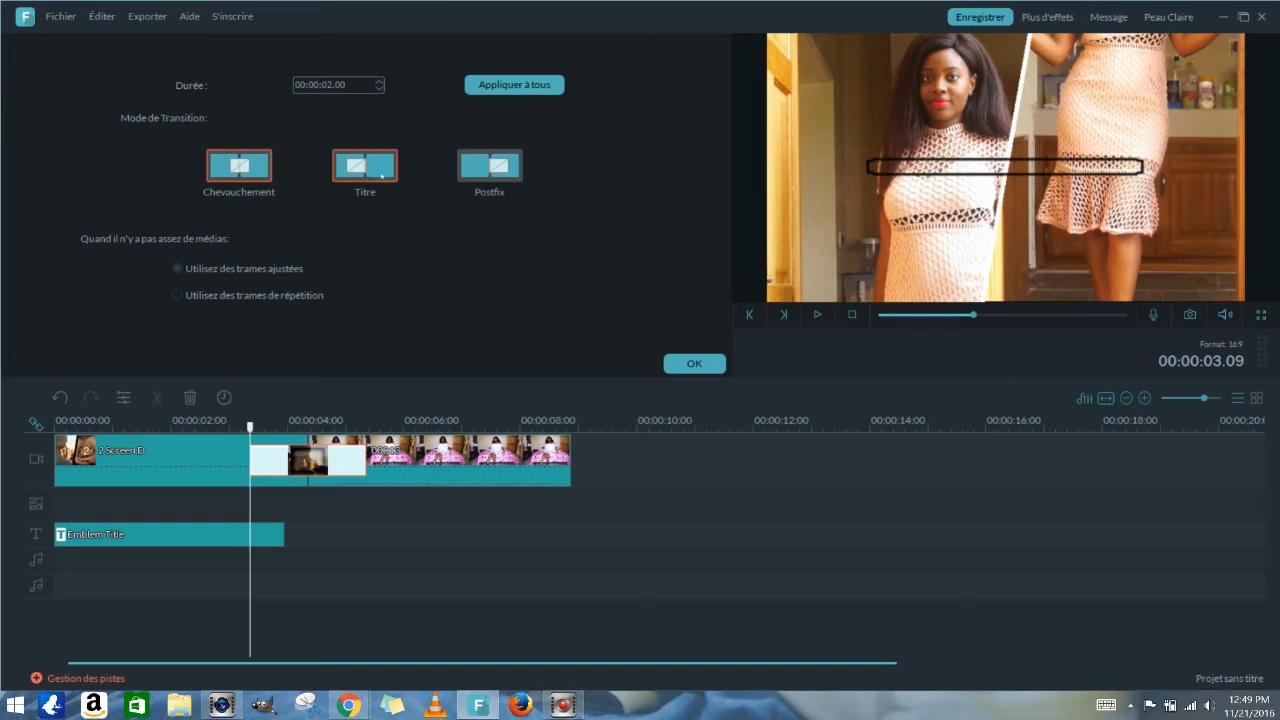 F Fichier Éditer Exporter Aide S'inscrire Enregistrer Plus d'effets Message Peau Claire
Durée : 00:00:02.00 Appliquer à tous
Mode de Transition:
Chevauchement Titre Postfix
Quand il n'y a pas assez de médias:
Utilisez des trames ajustées
Utilisez des trames de répétition
OK
Format: 16:9
00:00:03.09
00:00:00:00 00:00:02:00 00:00:04:00 00:00:06:00 00:00:08:00 00:00:10:00 00:00:12:00 00:00:14:00 00:00:16:00 00:00:18:00 00:00:20:0
2 Screen D
T T Emblem Title
Gestion des pistes Projet sans titre
12:49 PM
11/21/2016